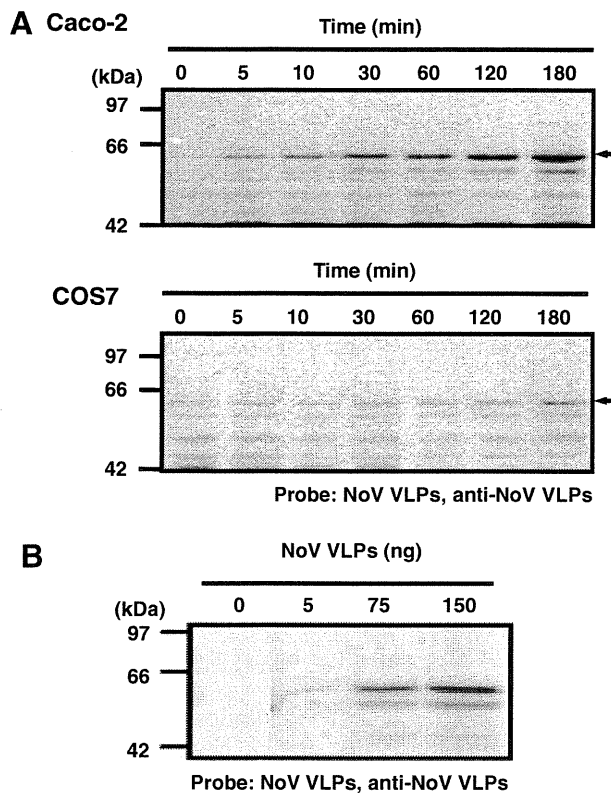 A Caco-2
Time (min)
(kDa) 0 5 10 30 60 120 180
97
66
42
Time (min)
COS7
0 5 10 30 60 120 180
97
66
42
Probe: NoV VLPs, anti-NoV VLPs
B
NoV VLPs (ng)
(kDa) 0 5 75 150
97
66
42
Probe: NoV VLPs, anti-NoV VLPs